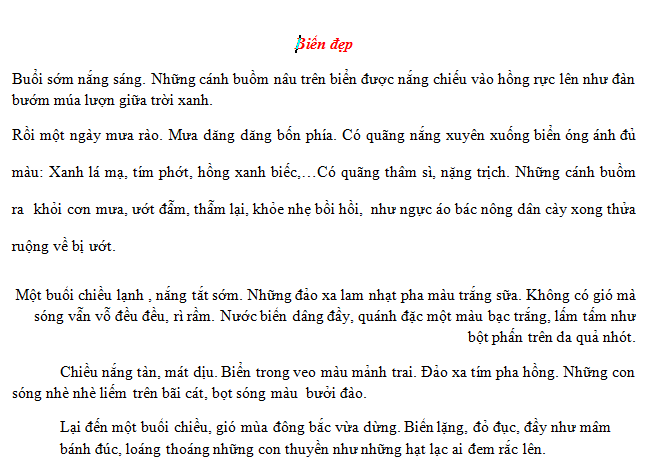 Biển đẹp
Buổi sớm nắng sáng. Những cánh buồm nâu trên biển được nắng chiếu vào hồng rực lên như đàn
bướm múa lượn giữa trời xanh.
Rồi một ngày mưa rào. Mưa dăng dăng bốn phía. Có quãng nắng xuyên xuống biển óng ánh đủ
màu: Xanh lá mạ, tím phớt, hồng xanh biếc,…Có quãng thâm sì, nặng trịch. Những cánh buồm
ra khỏi cơn mưa, ướt đẫm, thẫm lại, khỏe nhẹ bồi hồi, như ngực áo bác nông dân cày xong thửa
ruộng về bị ướt.
Một buổi chiều lạnh , nắng tắt sớm. Những đảo xa lam nhạt pha màu trắng sữa. Không có gió mà
sóng vẫn vỗ đều đều, rì rầm. Nước biển dâng đầy, quánh đặc một màu bạc trắng, lấm tấm như
bột phấn trên da quả nhót.
Chiều nắng tàn, mát dịu. Biển trong veo màu mảnh trai. Đảo xa tím pha hồng. Những con
sóng nhè nhè liếm trên bãi cát, bọt sóng màu bưởi đào.
Lại đến một buổi chiều, gió mùa đông bắc vừa dừng. Biển lặng, đỏ đục, đầy như mâm
bánh đúc, loáng thoáng những con thuyền như những hạt lạc ai đem rắc lên.